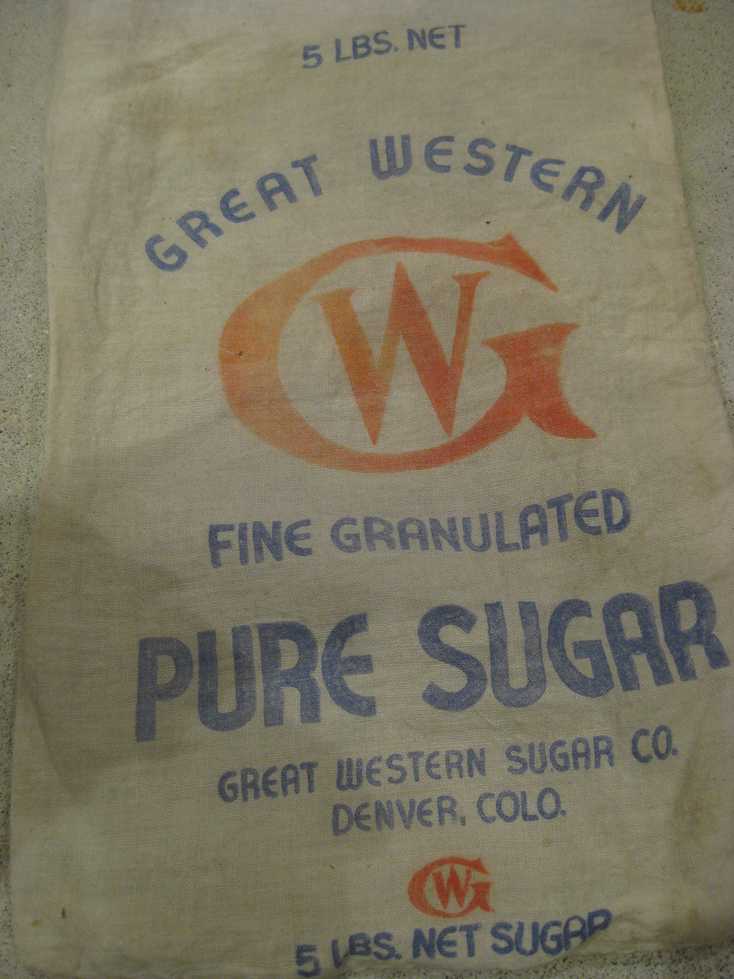 5 LBS. NET
GREAT WESTERN
GW
FINE GRANULATED
PURE SUGAR
GREAT WESTERN SUGAR CO.
DENVER, COLO.
GW
5 LBS. NET SUGAR